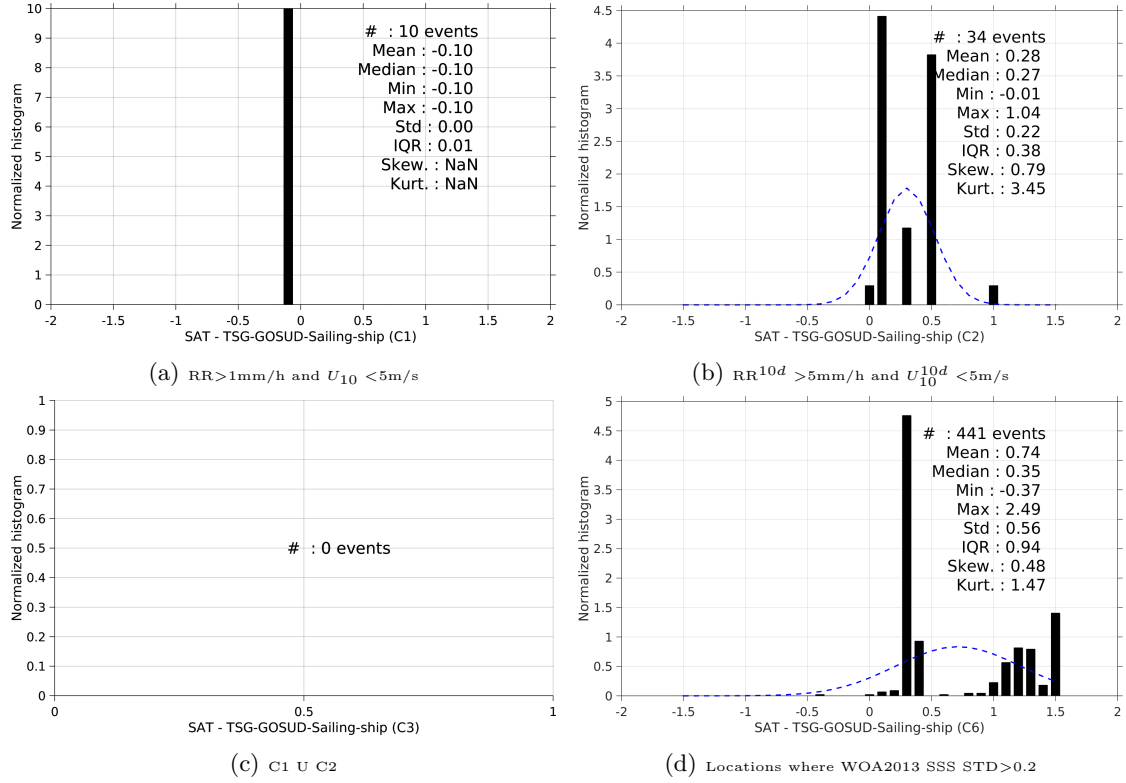 10
9
8
7
6
5
4
3
2
1
0
Normalized histogram
# : 10 events
Mean : -0.10
Median : -0.10
Min : -0.10
Max : -0.10
Std : 0.00
IQR : 0.01
Skew. : NaN
Kurt. : NaN
-2 -1.5 -1 -0.5 0 0.5 1 1.5 2
SAT - TSG-GOSUD-Sailing-ship (C1)
(a) RR>1mm/h and U10 <5m/s
4.5
4
3.5
3
2.5
2
1.5
1
0.5
0
Normalized histogram
# : 34 events
Mean : 0.28
Median : 0.27
Min : -0.01
Max : 1.04
Std : 0.22
IQR : 0.38
Skew. : 0.79
Kurt. : 3.45
-2 -1.5 -1 -0.5 0 0.5 1 1.5 2
SAT - TSG-GOSUD-Sailing-ship (C2)
(b) RR10d >5mm/h and U10d10 <5m/s
1
0.9
0.8
0.7
0.6
0.5
0.4
0.3
0.2
0.1
0
Normalized histogram
# : 0 events
0 0.5 1
SAT - TSG-GOSUD-Sailing-ship (C3)
(c) C1 U C2
5
4.5
4
3.5
3
2.5
2
1.5
1
0.5
0
Normalized histogram
# : 441 events
Mean : 0.74
Median : 0.35
Min : -0.37
Max : 2.49
Std : 0.56
IQR : 0.94
Skew. : 0.48
Kurt. : 1.47
-2 -1.5 -1 -0.5 0 0.5 1 1.5 2
SAT - TSG-GOSUD-Sailing-ship (C6)
(d) Locations where WOA2013 SSS STD>0.2